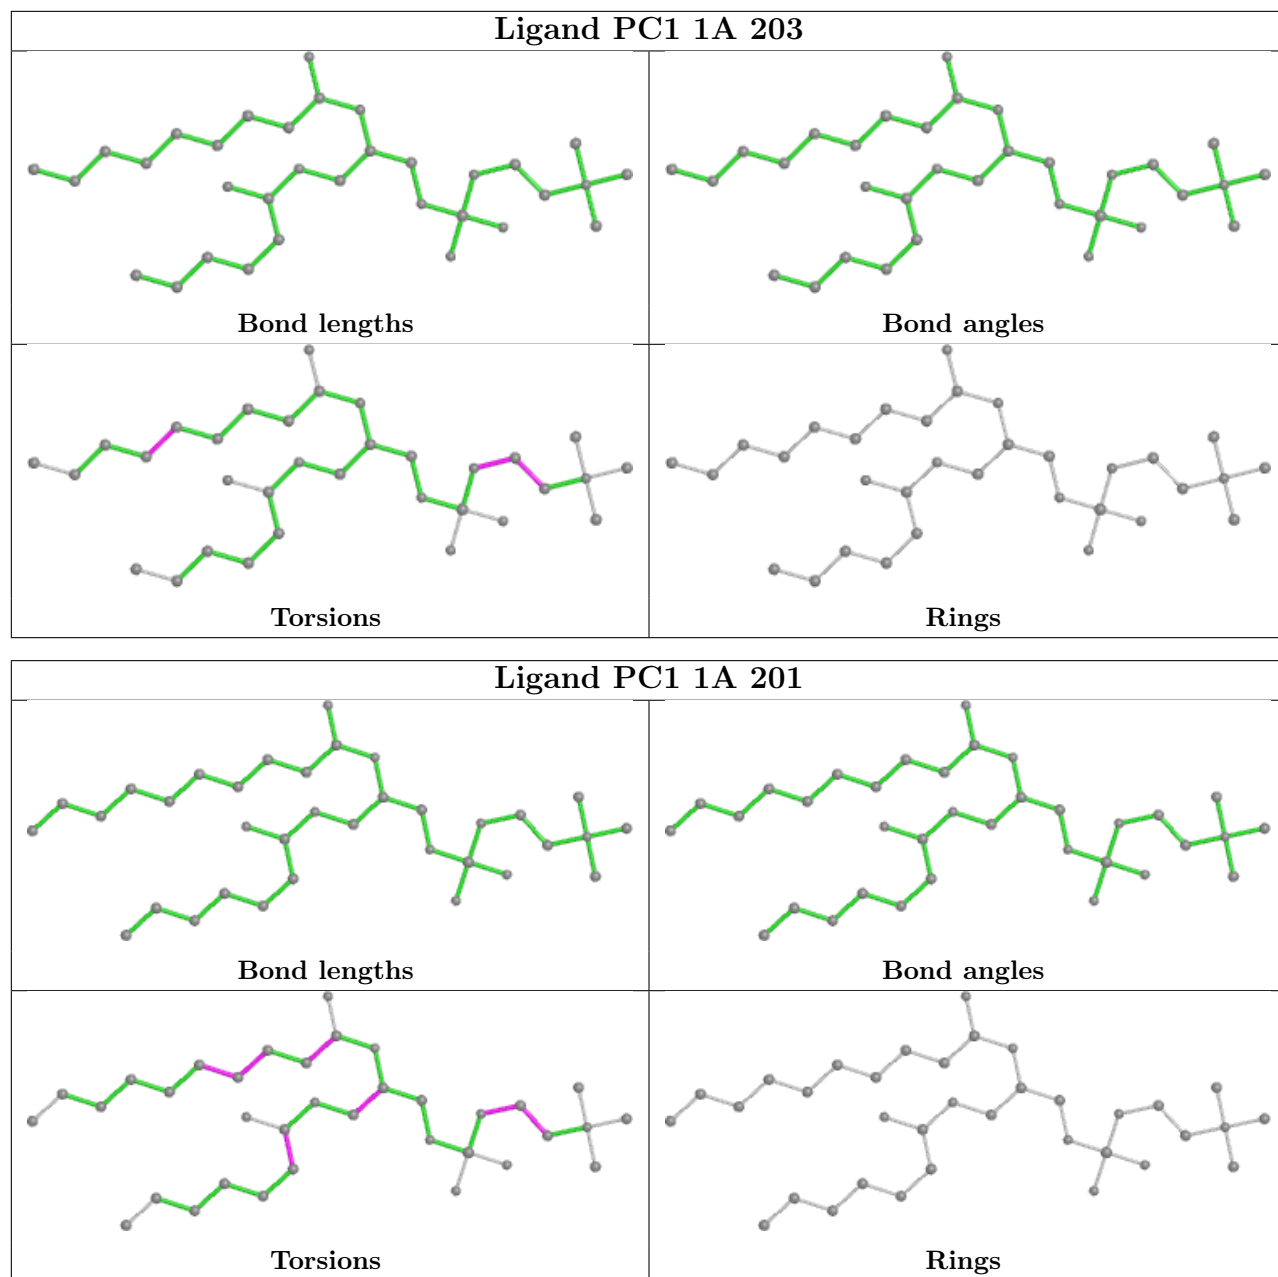 Ligand PC1 1A 203
Bond lengths
Bond angles
Torsions
Rings
Ligand PC1 1A 201
Bond lengths
Bond angles
Torsions
Rings